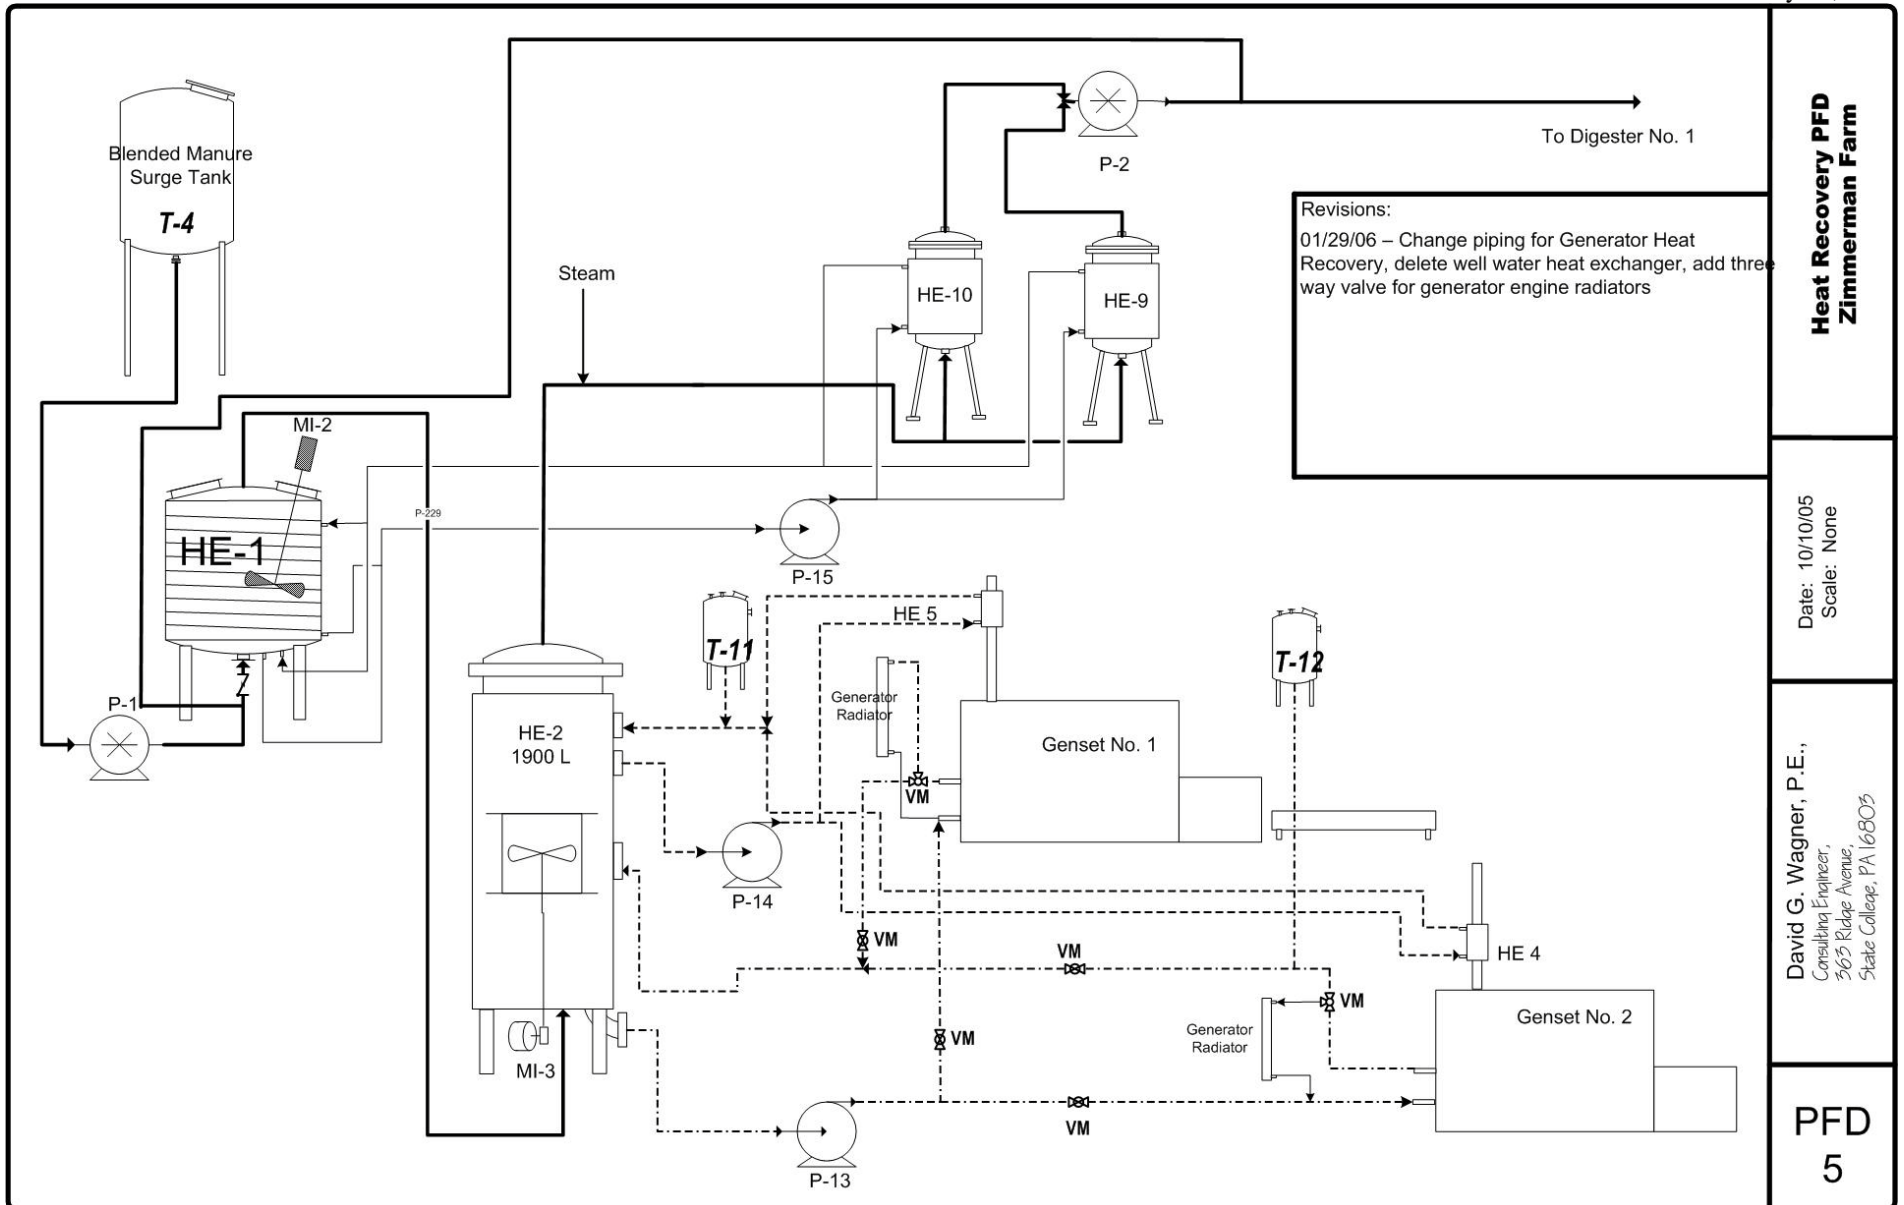 Blended Manure
Surge Tank
T-4
Steam
P-2
To Digester No. 1
HE-10
HE-9
Revisions:
01/29/06 – Change piping for Generator Heat
Recovery, delete well water heat exchanger, add three
way valve for generator engine radiators
MI-2
HE-1
P-229
P-15
P-1
HE 5
T-11
T-12
Generator
Radiator
HE-2
1900 L
Genset No. 1
VM
P-14
VM
VM
HE 4
VM
VM
Generator
Radiator
Genset No. 2
MI-3
VM
P-13
Heat Recovery PFD
Zimmerman Farm
Date: 10/10/05
Scale: None
David G. Wagner, P.E.,
Consulting Engineer,
363 Ridge Avenue,
State College, PA 16803
PFD
5